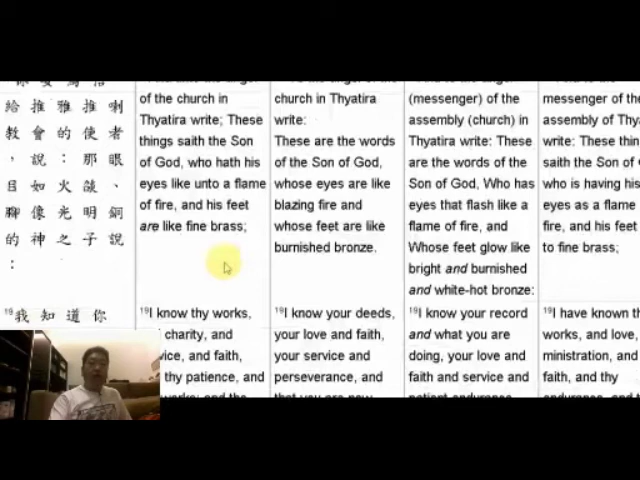 給推雅推喇
教會的使者
，說：那眼
目如火燄、
腳像光明銅
的神之子說
：
19我知道你
of the church in
Thyatira write; These
things saith the Son
of God, who hath his
eyes like unto a flame
of fire, and his feet
are like fine brass;
19I know thy works,
charity, and
and faith,
thy patience, and
church in Thyatira
write:
These are the words
of the Son of God,
whose eyes are like
blazing fire and
whose feet are like
burnished bronze.
19I know your deeds,
your love and faith,
your service and
perseverance, and
that you are now
(messenger) of the
assembly (church) in
Thyatira write: These
are the words of the
Son of God, Who has
eyes that flash like a
flame of fire, and
Whose feet glow like
bright and burnished
and white-hot bronze:
19I know your record
and what you are
doing, your love and
faith and service and
patient endurance
messenger of the
assembly of
write: These
saith the Son of
who is having his
eyes as a flame
fire, and his feet
to fine brass;
19I have known
works, and love,
ministration, and
faith, and thy